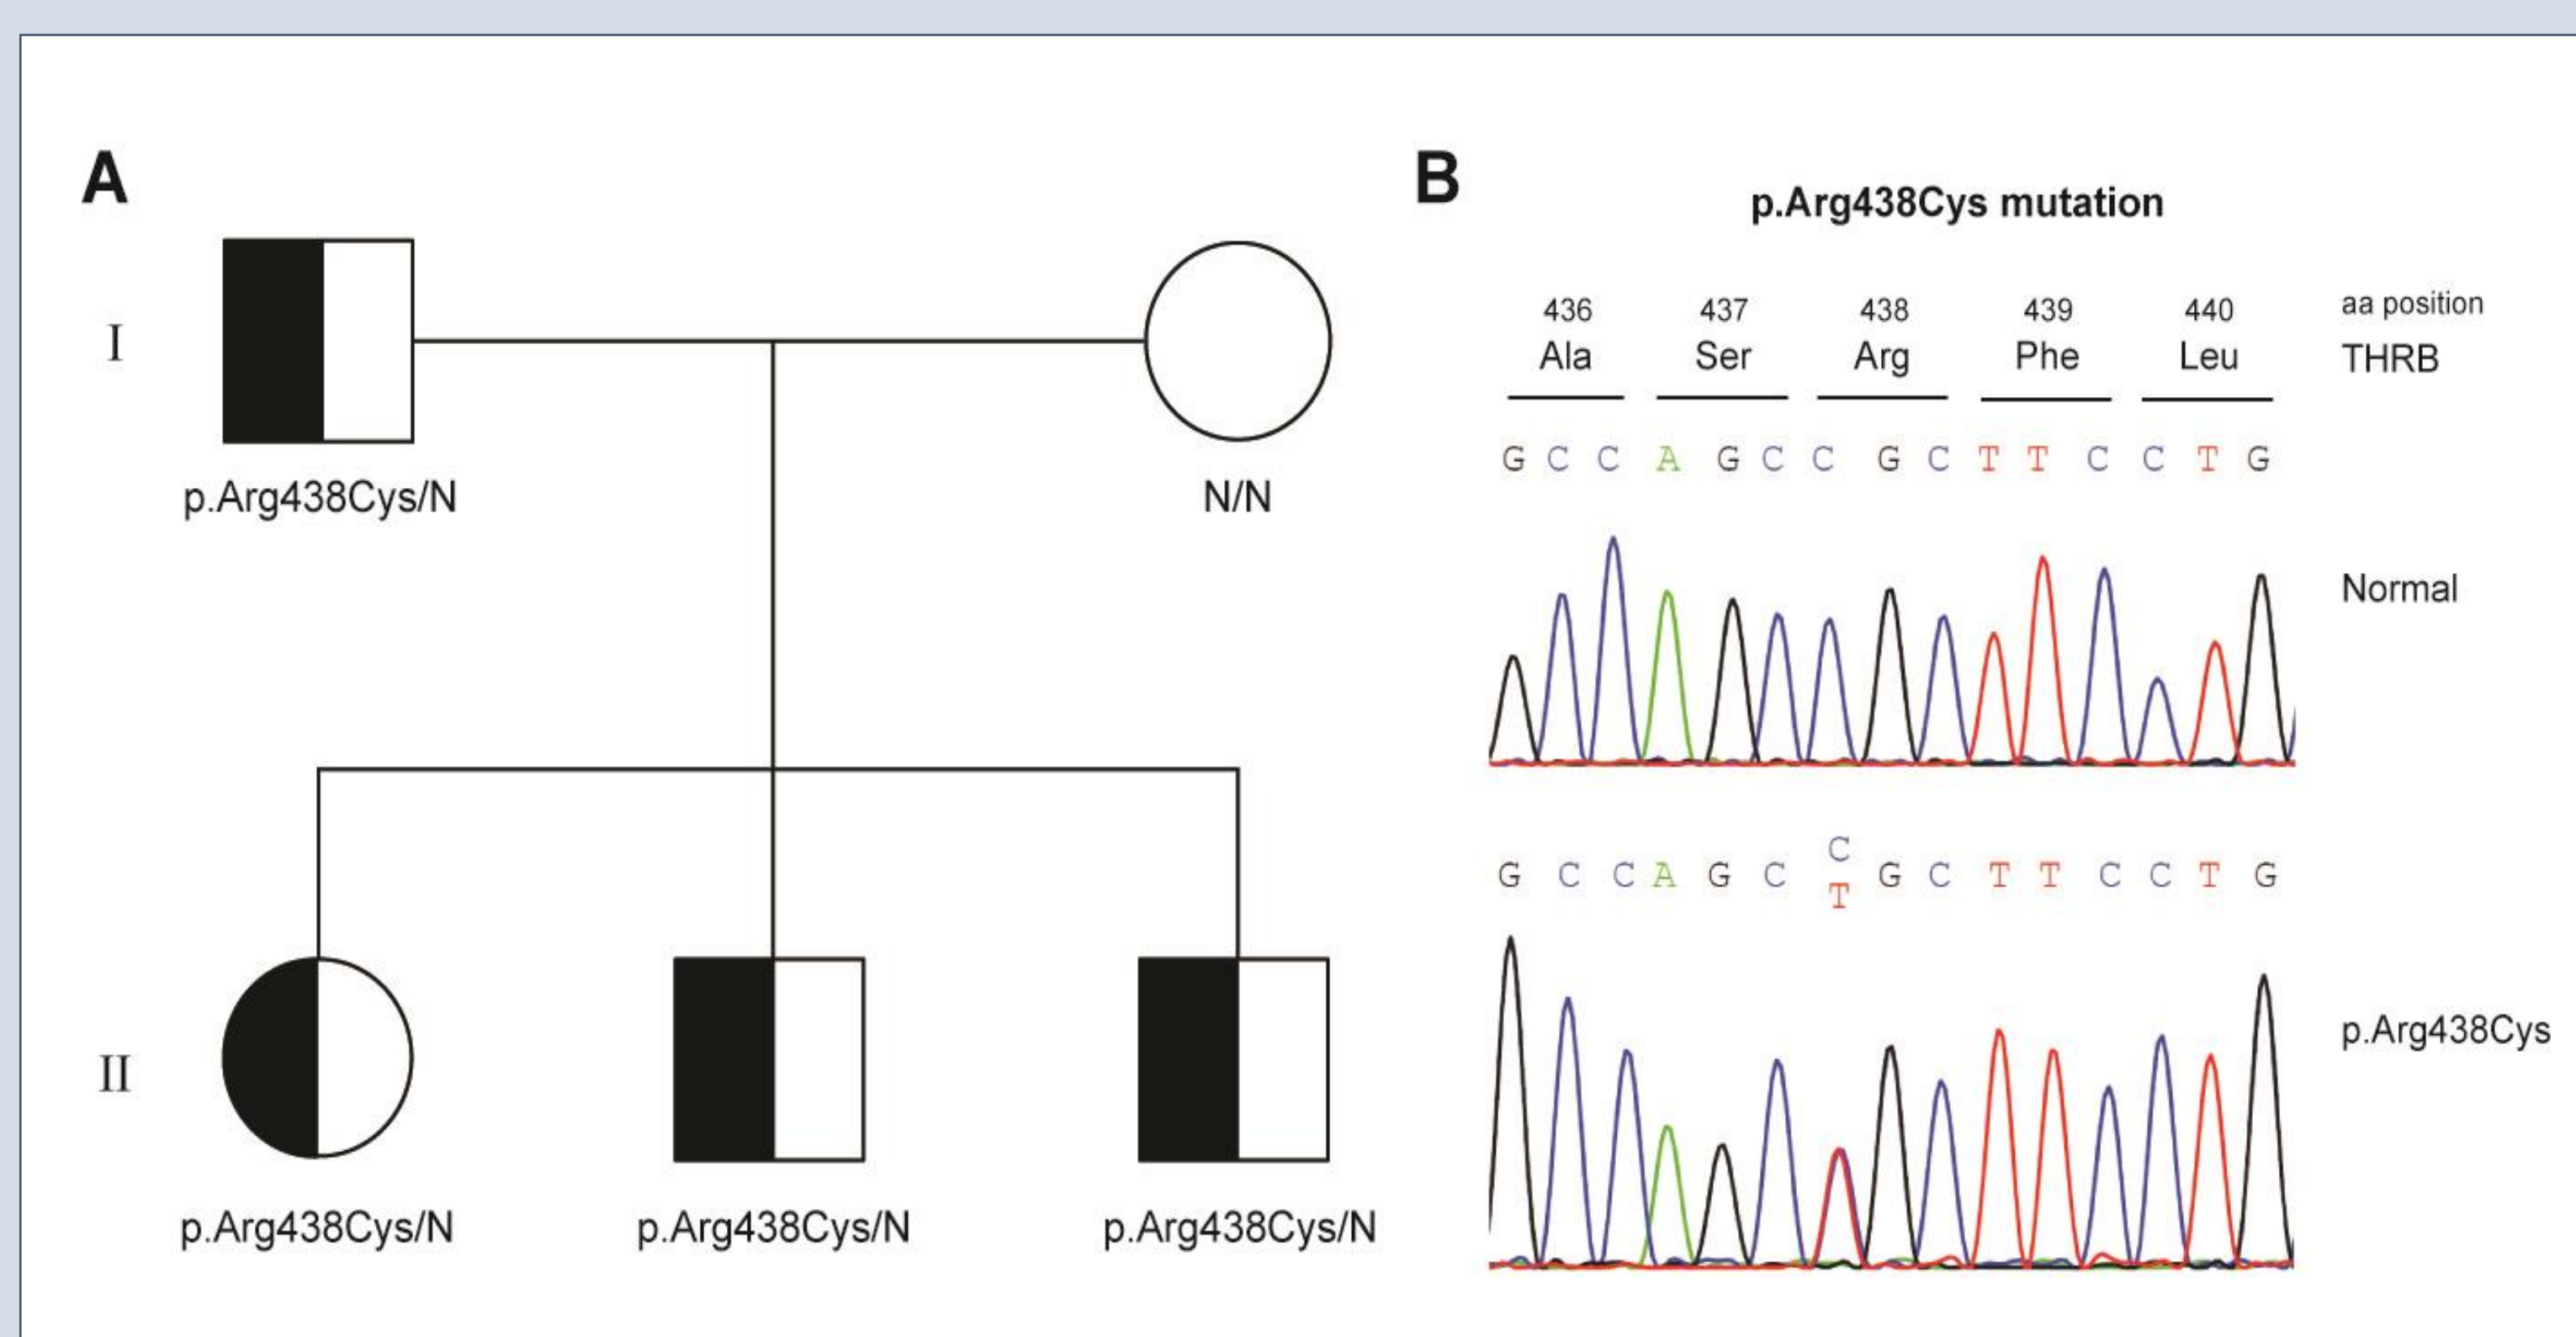 A
I
p.Arg438Cys/N N/N
II
p.Arg438Cys/N p.Arg438Cys/N p.Arg438Cys/N
B
p.Arg438Cys mutation
436 437 438 439 440 aa position
Ala Ser Arg Phe Leu THRB
G C C A G C C G C T T C C T G
Normal
C
G C C A G C G C T T C C T G
T
p.Arg438Cys